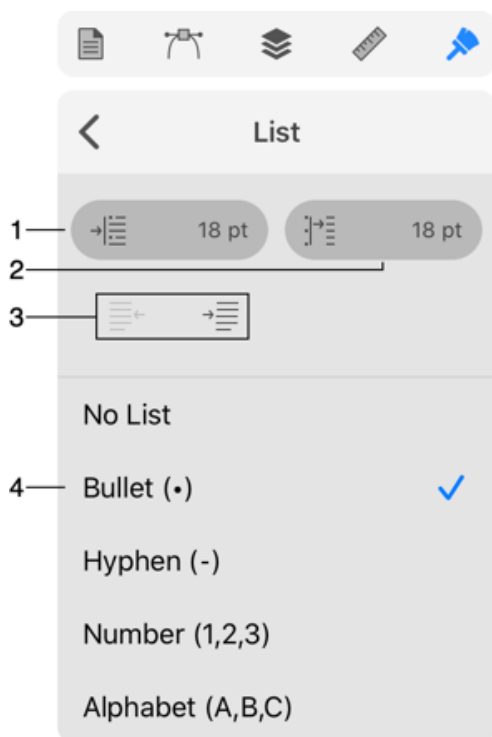 List
1 18 pt 18 pt
2
3
No List
4 Bullet (•)
Hyphen (-)
Number (1,2,3)
Alphabet (A,B,C)